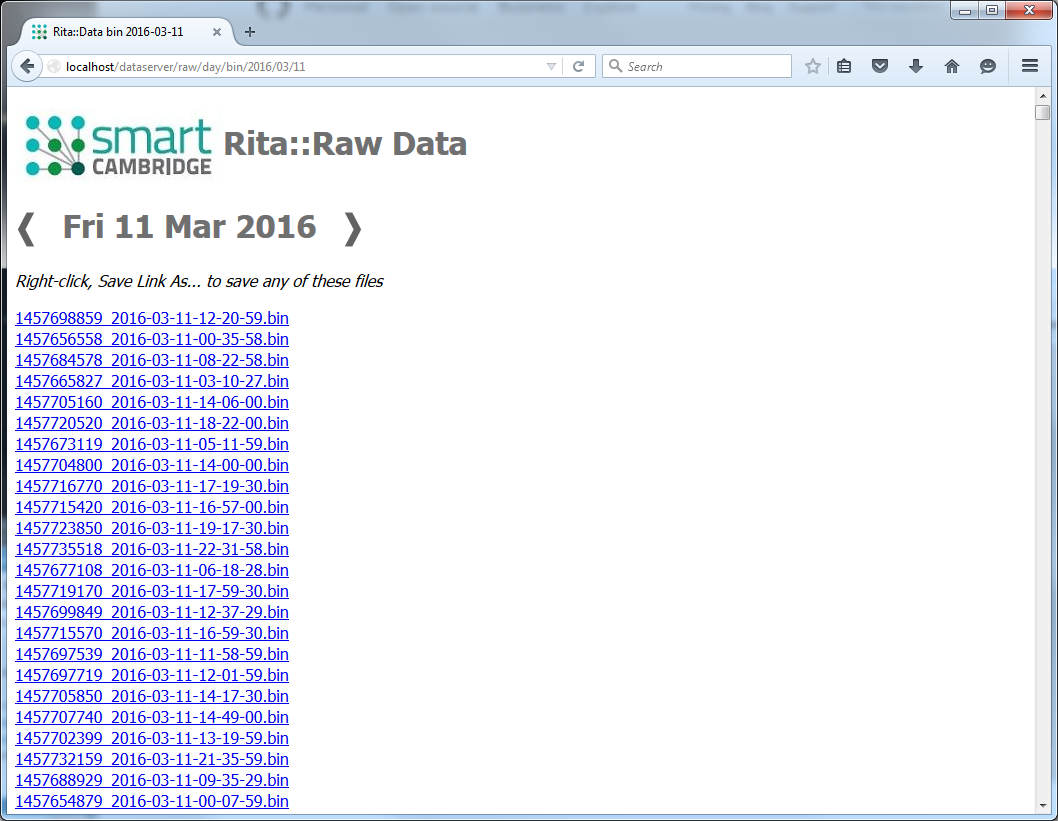 Rita::Data bin 2016-03-11
localhost/dataserver/raw/day/bin/2016/03/11
Search
smart CAMBRIDGE
Rita::Raw Data
❰ Fri 11 Mar 2016 ❱
Right-click, Save Link As... to save any of these files
1457698859_2016-03-11-12-20-59.bin
1457656558_2016-03-11-00-35-58.bin
1457684578_2016-03-11-08-22-58.bin
1457665827_2016-03-11-03-10-27.bin
1457705160_2016-03-11-14-06-00.bin
1457720520_2016-03-11-18-22-00.bin
1457673119_2016-03-11-05-11-59.bin
1457704800_2016-03-11-14-00-00.bin
1457716770_2016-03-11-17-19-30.bin
1457715420_2016-03-11-16-57-00.bin
1457723850_2016-03-11-19-17-30.bin
1457735518_2016-03-11-22-31-58.bin
1457677108_2016-03-11-06-18-28.bin
1457719170_2016-03-11-17-59-30.bin
1457699849_2016-03-11-12-37-29.bin
1457715570_2016-03-11-16-59-30.bin
1457697539_2016-03-11-11-58-59.bin
1457697719_2016-03-11-12-01-59.bin
1457705850_2016-03-11-14-17-30.bin
1457707740_2016-03-11-14-49-00.bin
1457702399_2016-03-11-13-19-59.bin
1457732159_2016-03-11-21-35-59.bin
1457688929_2016-03-11-09-35-29.bin
1457654879_2016-03-11-00-07-59.bin